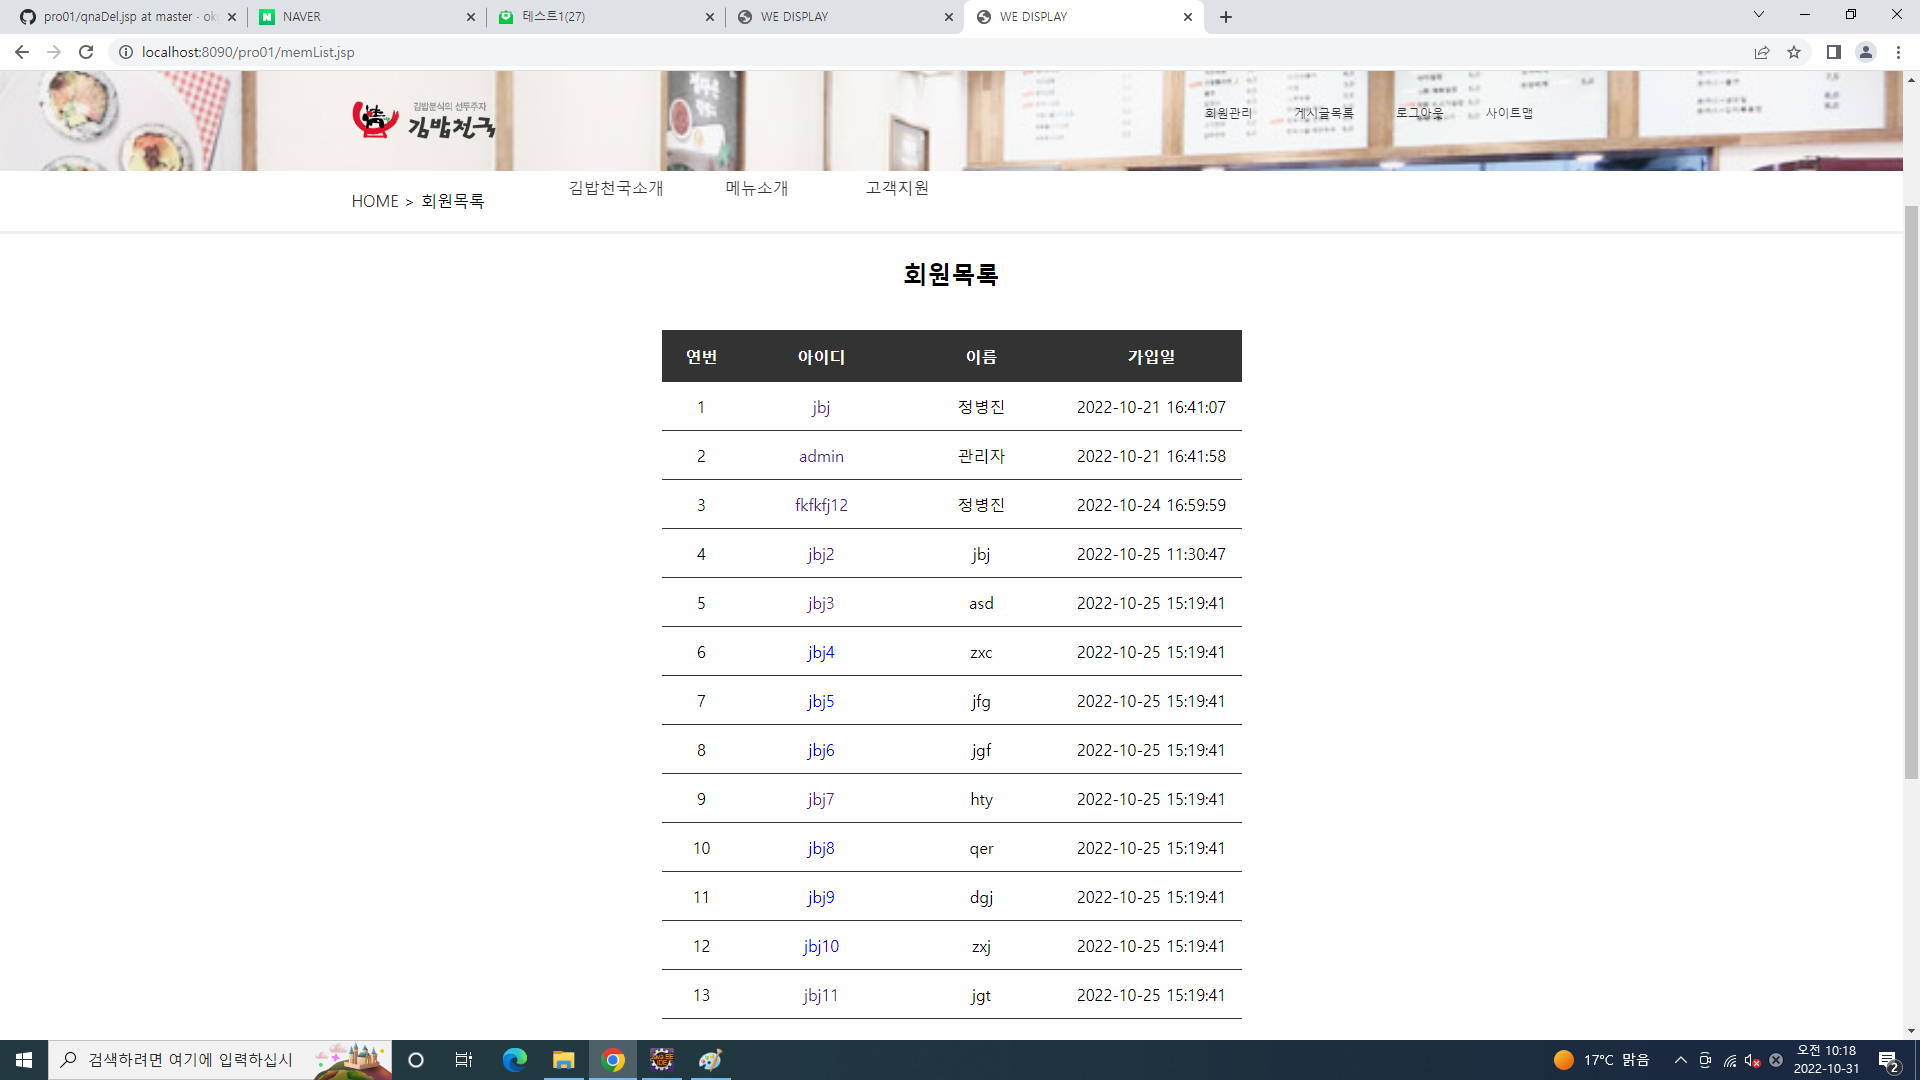 pro01/qnaDel.jsp at master · ok
NAVER
테스트1(27)
WE DISPLAY
WE DISPLAY
localhost:8090/pro01/memList.jsp
김밥분식의 선두주자
김밥천국
회원관리 게시글목록 로그아웃 사이트맵
HOME > 회원목록
김밥천국소개 메뉴소개 고객지원
회원목록
연번 아이디 이름 가입일
1 jbj 정병진 2022-10-21 16:41:07
2 admin 관리자 2022-10-21 16:41:58
3 fkfkfj12 정병진 2022-10-24 16:59:59
4 jbj2 jbj 2022-10-25 11:30:47
5 jbj3 asd 2022-10-25 15:19:41
6 jbj4 zxc 2022-10-25 15:19:41
7 jbj5 jfg 2022-10-25 15:19:41
8 jbj6 jgf 2022-10-25 15:19:41
9 jbj7 hty 2022-10-25 15:19:41
10 jbj8 qer 2022-10-25 15:19:41
11 jbj9 dgj 2022-10-25 15:19:41
12 jbj10 zxj 2022-10-25 15:19:41
13 jbj11 jgt 2022-10-25 15:19:41
검색하려면 여기에 입력하십시
17°C 맑음
오전 10:18
2022-10-31
2